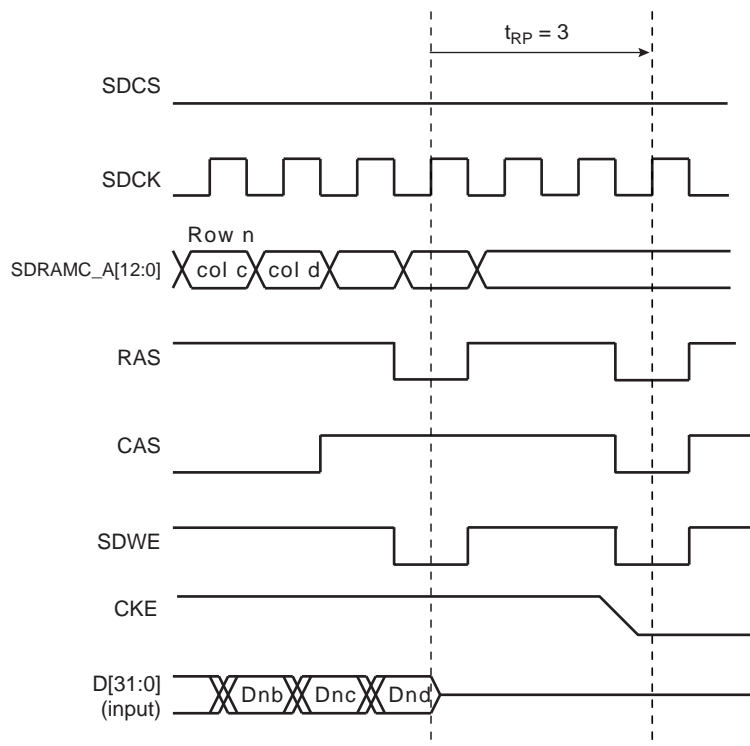 t_RP = 3
SDCS
SDCK
Row n
SDRAMC_A[12:0]
col c
col d
RAS
CAS
SDWE
CKE
D[31:0]
(input)
Dnb
Dnc
Dnd